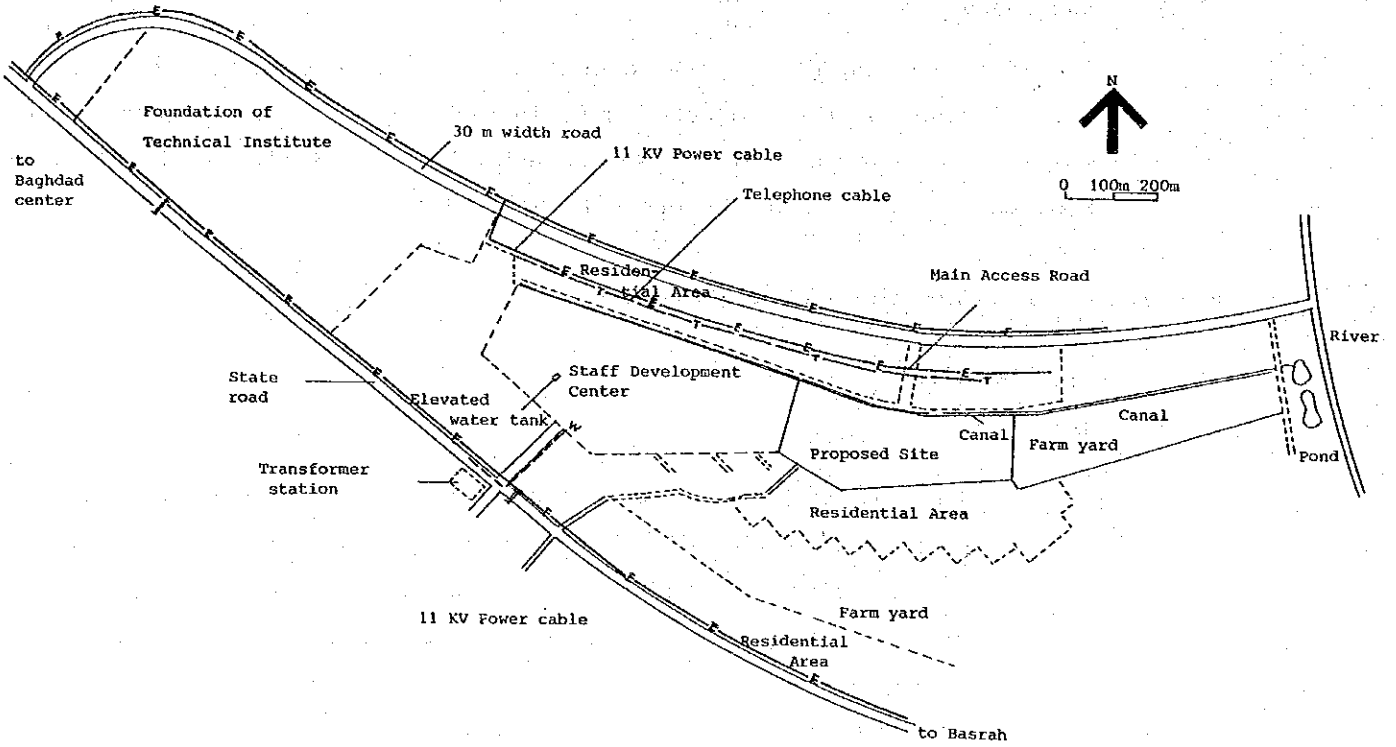 E
E
E
E
Foundation of
Technical Institute
E
E
30 m width road
E
N
11 KV Power cable
0 100m 200m
to
Baghdad
center
E
E
Telephone cable
E
E
E
Residen-
tial Area
E
T
E
E
Main Access Road
E
E
E
T
E
E
T
E
E
T
River
State
road
E
Staff Development
Center
Elevated
water tank
W
Canal
Canal
Farm yard
Pond
Proposed Site
E
Transformer
station
E
Residential Area
E
11 KV Fower cable
Farm yard
E
Residential
Area
E
to Basrah